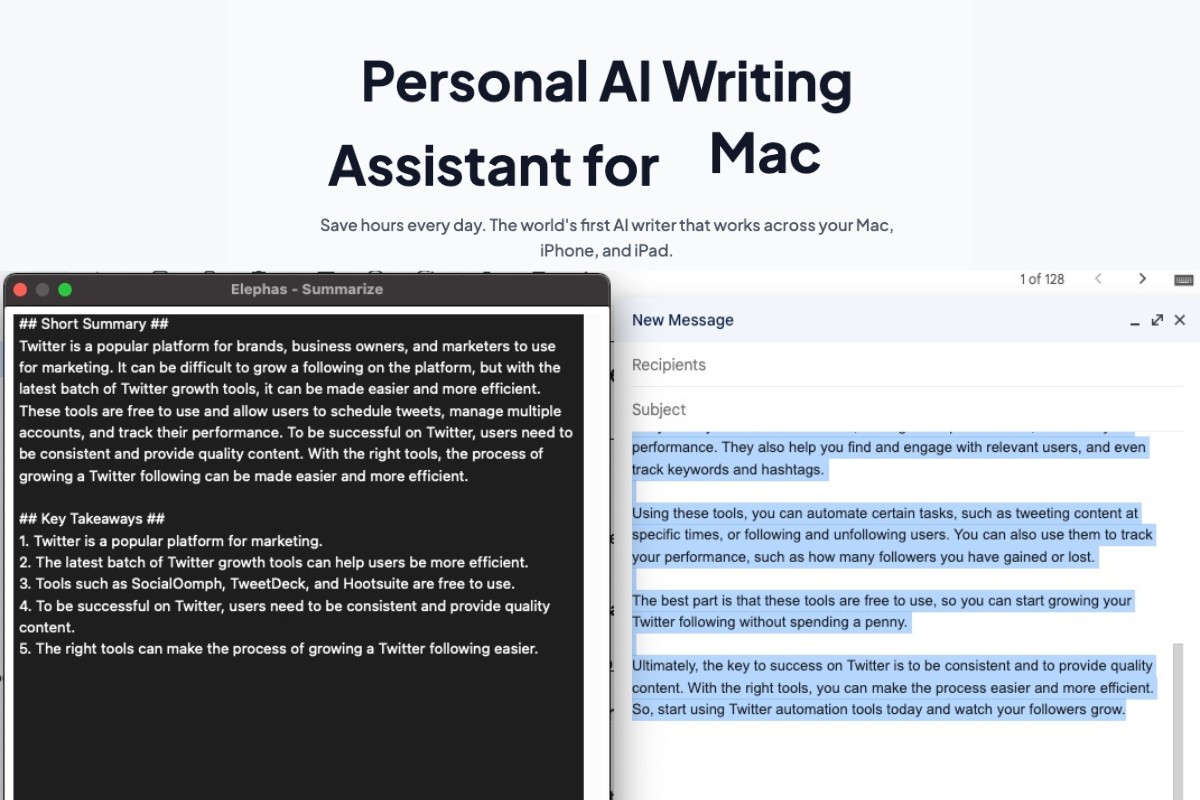 Personal AI Writing
Assistant for Mac
Save hours every day. The world's first AI writer that works across your Mac,
iPhone, and iPad.
1 of 128
Elephas - Summarize
## Short Summary ##
Twitter is a popular platform for brands, business owners, and marketers to use
for marketing. It can be difficult to grow a following on the platform, but with the
latest batch of Twitter growth tools, it can be made easier and more efficient.
These tools are free to use and allow users to schedule tweets, manage multiple
accounts, and track their performance. To be successful on Twitter, users need to
be consistent and provide quality content. With the right tools, the process of
growing a Twitter following can be made easier and more efficient.
## Key Takeaways ##
1. Twitter is a popular platform for marketing.
2. The latest batch of Twitter growth tools can help users be more efficient.
3. Tools such as SocialOomph, TweetDeck, and Hootsuite are free to use.
4. To be successful on Twitter, users need to be consistent and provide quality
content.
5. The right tools can make the process of growing a Twitter following easier.
New Message
Recipients
Subject
performance. They also help you find and engage with relevant users, and even
track keywords and hashtags.
Using these tools, you can automate certain tasks, such as tweeting content at
specific times, or following and unfollowing users. You can also use them to track
your performance, such as how many followers you have gained or lost.
The best part is that these tools are free to use, so you can start growing your
Twitter following without spending a penny.
Ultimately, the key to success on Twitter is to be consistent and to provide quality
content. With the right tools, you can make the process easier and more efficient.
So, start using Twitter automation tools today and watch your followers grow.